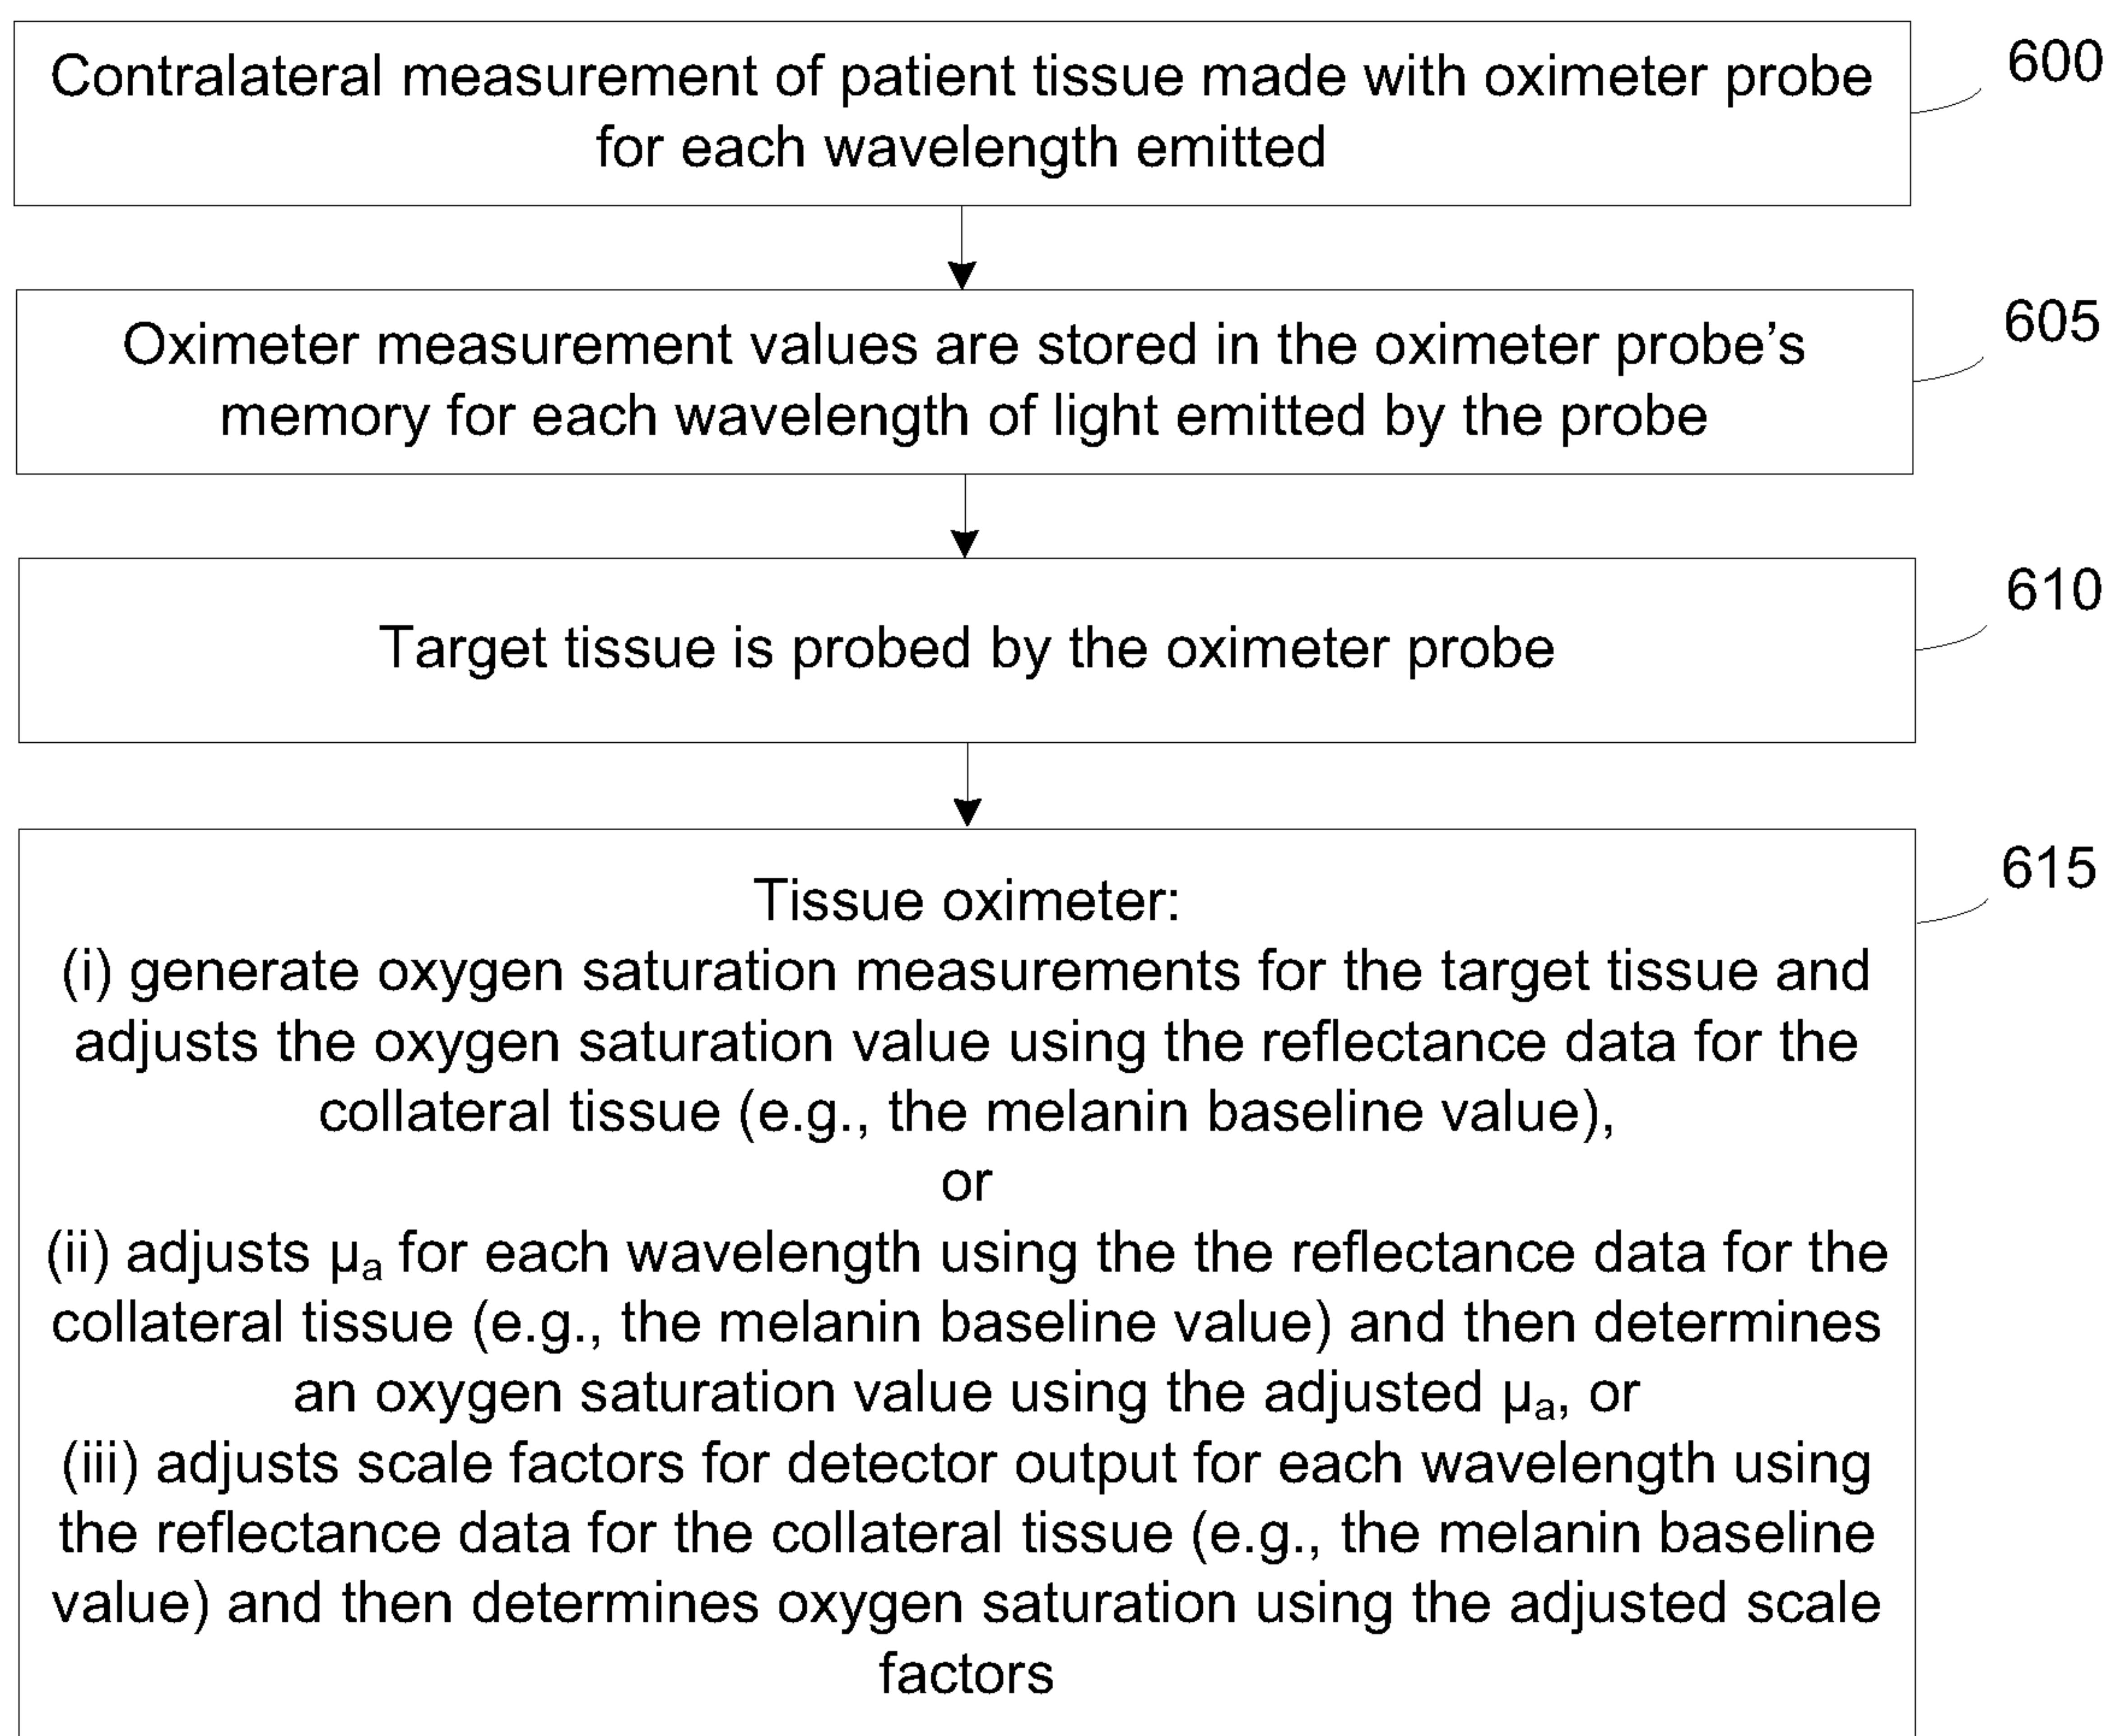 Contralateral measurement of patient tissue made with oximeter probe
for each wavelength emitted
600
Oximeter measurement values are stored in the oximeter probe’s
memory for each wavelength of light emitted by the probe
605
Target tissue is probed by the oximeter probe
610
Tissue oximeter:
(i) generate oxygen saturation measurements for the target tissue and
adjusts the oxygen saturation value using the reflectance data for the
collateral tissue (e.g., the melanin baseline value),
or
(ii) adjusts μa for each wavelength using the the reflectance data for the
collateral tissue (e.g., the melanin baseline value) and then determines
an oxygen saturation value using the adjusted μa, or
(iii) adjusts scale factors for detector output for each wavelength using
the reflectance data for the collateral tissue (e.g., the melanin baseline
value) and then determines oxygen saturation using the adjusted scale
factors
615